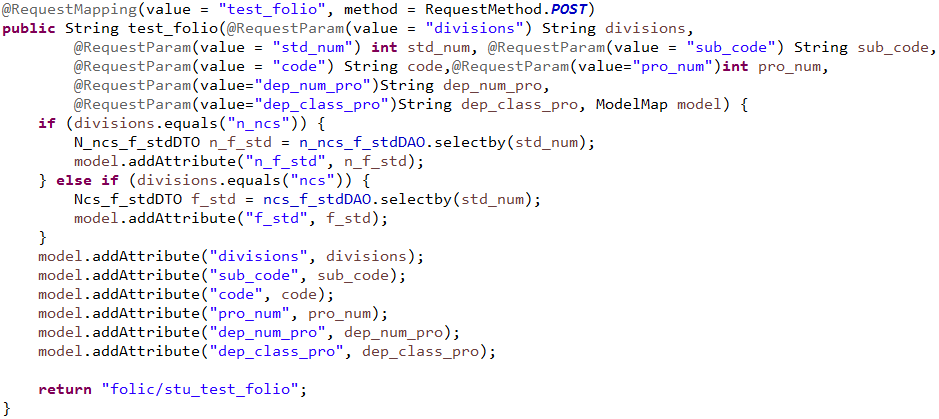 @RequestMapping(value = "test_folio", method = RequestMethod.POST)
public String test_folio(@RequestParam(value = "divisions") String divisions,
        @RequestParam(value = "std_num") int std_num, @RequestParam(value = "sub_code") String sub_code,
        @RequestParam(value = "code") String code,@RequestParam(value="pro_num")int pro_num,
        @RequestParam(value="dep_num_pro")String dep_num_pro,
        @RequestParam(value="dep_class_pro")String dep_class_pro, ModelMap model) {
    if (divisions.equals("n_ncs")) {
        N_ncs_f_stdDTO n_f_std = n_ncs_f_stdDAO.selectby(std_num);
        model.addAttribute("n_f_std", n_f_std);
    } else if (divisions.equals("ncs")) {
        Ncs_f_stdDTO f_std = ncs_f_stdDAO.selectby(std_num);
        model.addAttribute("f_std", f_std);
    }
    model.addAttribute("divisions", divisions);
    model.addAttribute("sub_code", sub_code);
    model.addAttribute("code", code);
    model.addAttribute("pro_num", pro_num);
    model.addAttribute("dep_num_pro", dep_num_pro);
    model.addAttribute("dep_class_pro", dep_class_pro);

    return "folic/stu_test_folio";
}